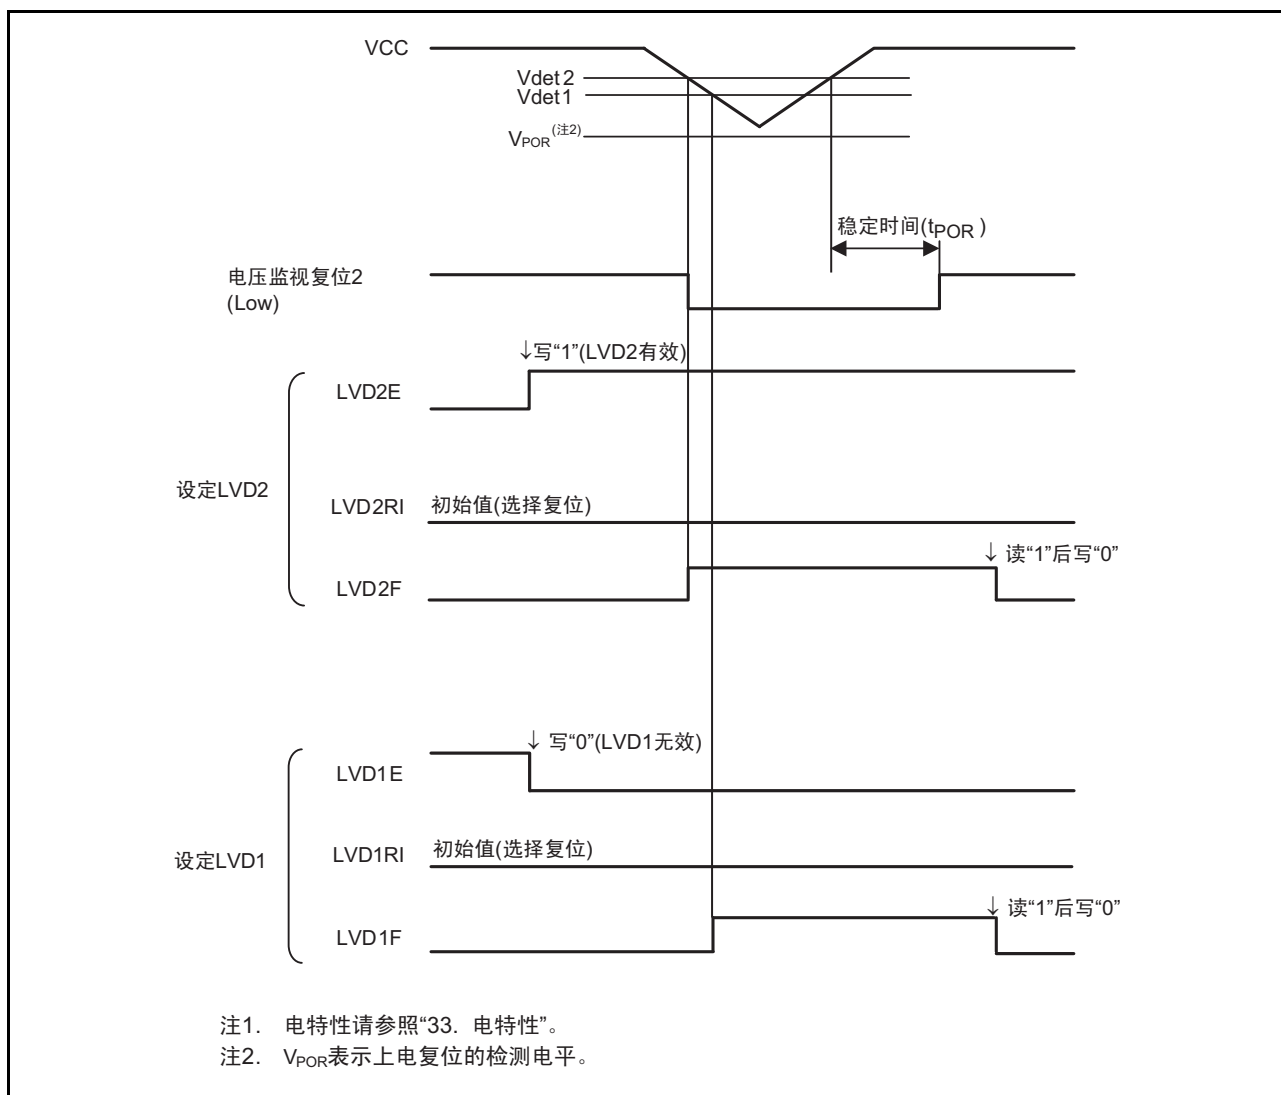 VCC
Vdet2
Vdet1
VPOR(注2)
稳定时间(tPOR)
电压监视复位2
(Low)
↓写“1”(LVD2有效)
LVD2E
设定LVD2
LVD2RI 初始值(选择复位)
↓ 读“1”后写“0”
LVD2F
↓ 写“0”(LVD1无效)
LVD1E
设定LVD1
LVD1RI 初始值(选择复位)
↓ 读“1”后写“0”
LVD1F
注1. 电特性请参照“33. 电特性”。
注2. VPOR表示上电复位的检测电平。